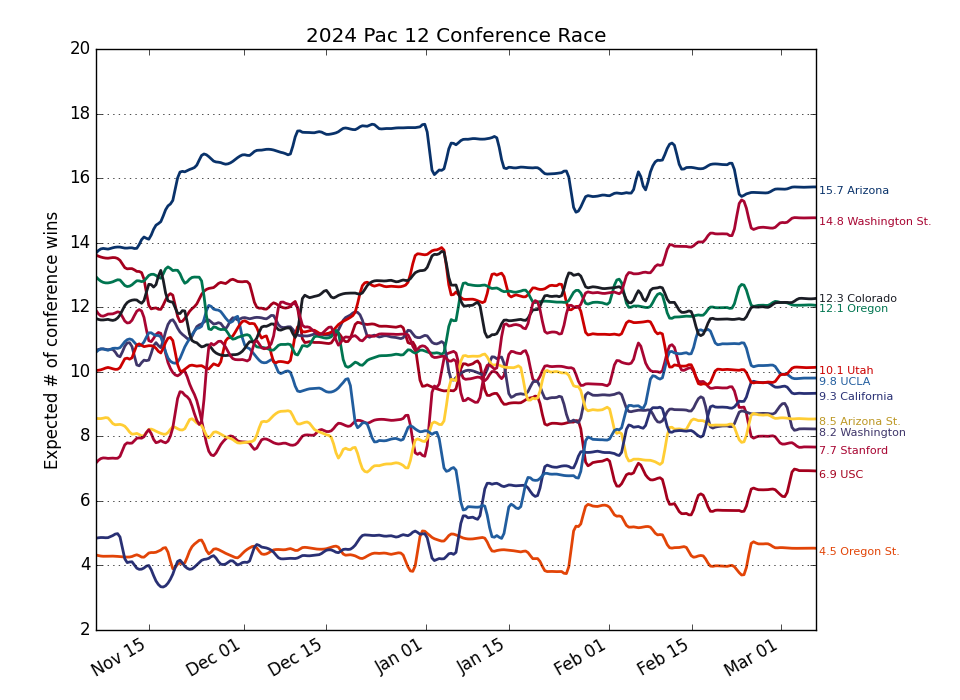 2024 Pac 12 Conference Race
Expected # of conference wins
20
18
16
14
12
10
8
6
4
2
15.7 Arizona
14.8 Washington St.
12.3 Colorado
12.1 Oregon
10.1 Utah
9.8 UCLA
9.3 California
8.5 Arizona St.
8.2 Washington
7.7 Stanford
6.9 USC
4.5 Oregon St.
Nov 15
Dec 01
Dec 15
Jan 01
Jan 15
Feb 01
Feb 15
Mar 01